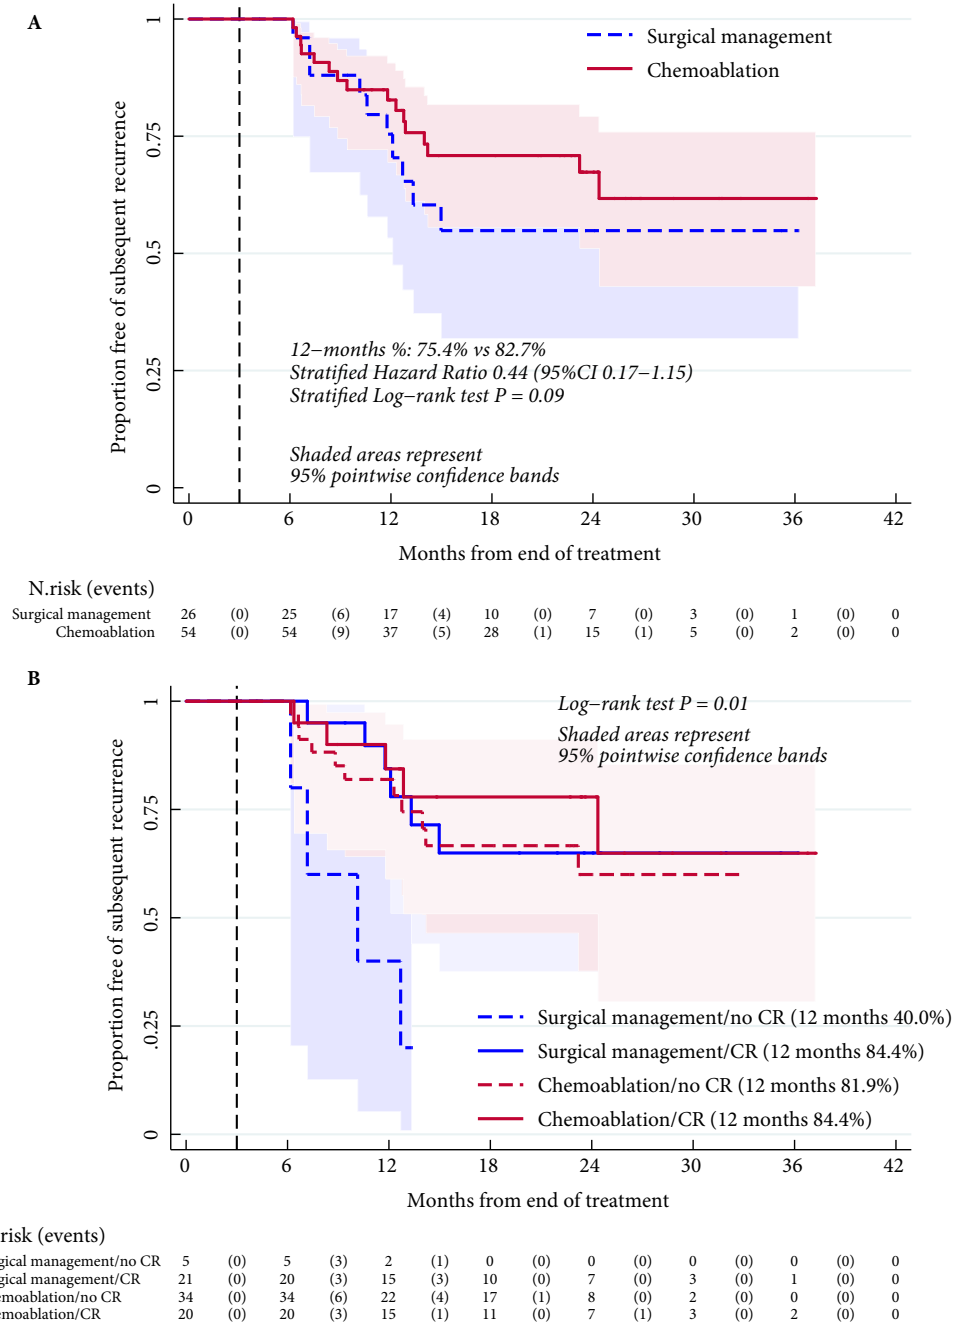 A
Surgical management
Chemoablation
Proportion free of subsequent recurrence
1
0.75
0.5
0.25
0
12−months %: 75.4% vs 82.7%
Stratified Hazard Ratio 0.44 (95%CI 0.17−1.15)
Stratified Log−rank test P = 0.09
Shaded areas represent
95% pointwise confidence bands
0 6 12 18 24 30 36 42
Months from end of treatment
N.risk (events)
Surgical management 26 (0) 25 (6) 17 (4) 10 (0) 7 (0) 3 (0) 1 (0) 0
Chemoablation 54 (0) 54 (9) 37 (5) 28 (1) 15 (1) 5 (0) 2 (0) 0
B
Log−rank test P = 0.01
Shaded areas represent
95% pointwise confidence bands
Proportion free of subsequent recurrence
1
0.75
0.5
0.25
0
Surgical management/no CR (12 months 40.0%)
Surgical management/CR (12 months 84.4%)
Chemoablation/no CR (12 months 81.9%)
Chemoablation/CR (12 months 84.4%)
0 6 12 18 24 30 36 42
Months from end of treatment
risk (events)
gical management/no CR 5 (0) 5 (3) 2 (1) 0 (0) 0 (0) 0 (0) 0 (0) 0
gical management/CR 21 (0) 20 (3) 15 (3) 10 (0) 7 (0) 3 (0) 1 (0) 0
emoablation/no CR 34 (0) 34 (6) 22 (4) 17 (1) 8 (0) 2 (0) 0 (0) 0
emoablation/CR 20 (0) 20 (3) 15 (1) 11 (0) 7 (1) 3 (0) 2 (0) 0